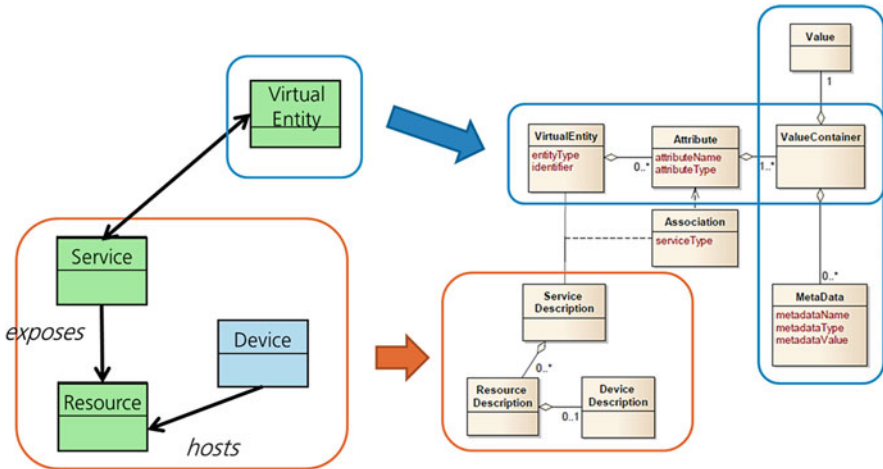 Virtual
Entity
Service
exposes
Device
Resource
hosts
Value
1
VirtualEntity
entityType
identifier
0..*
Attribute
attributeName
attributeType
1..*
ValueContainer
Association
serviceType
0..*
MetaData
metadataName
metadataType
metadataValue
Service
Description
0..*
Resource
Description
0..1
Device
Description